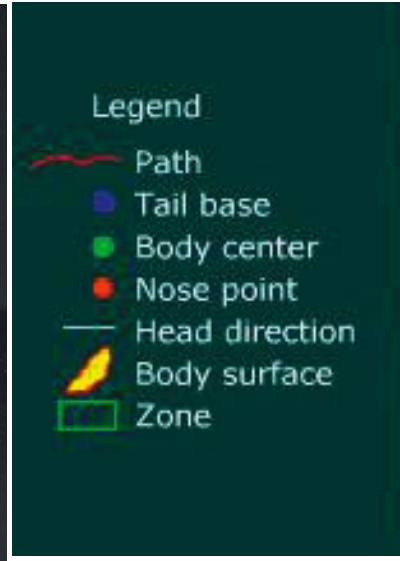 Legend
Path
Tail base
Body center
Nose point
Head direction
Body surface
Zone